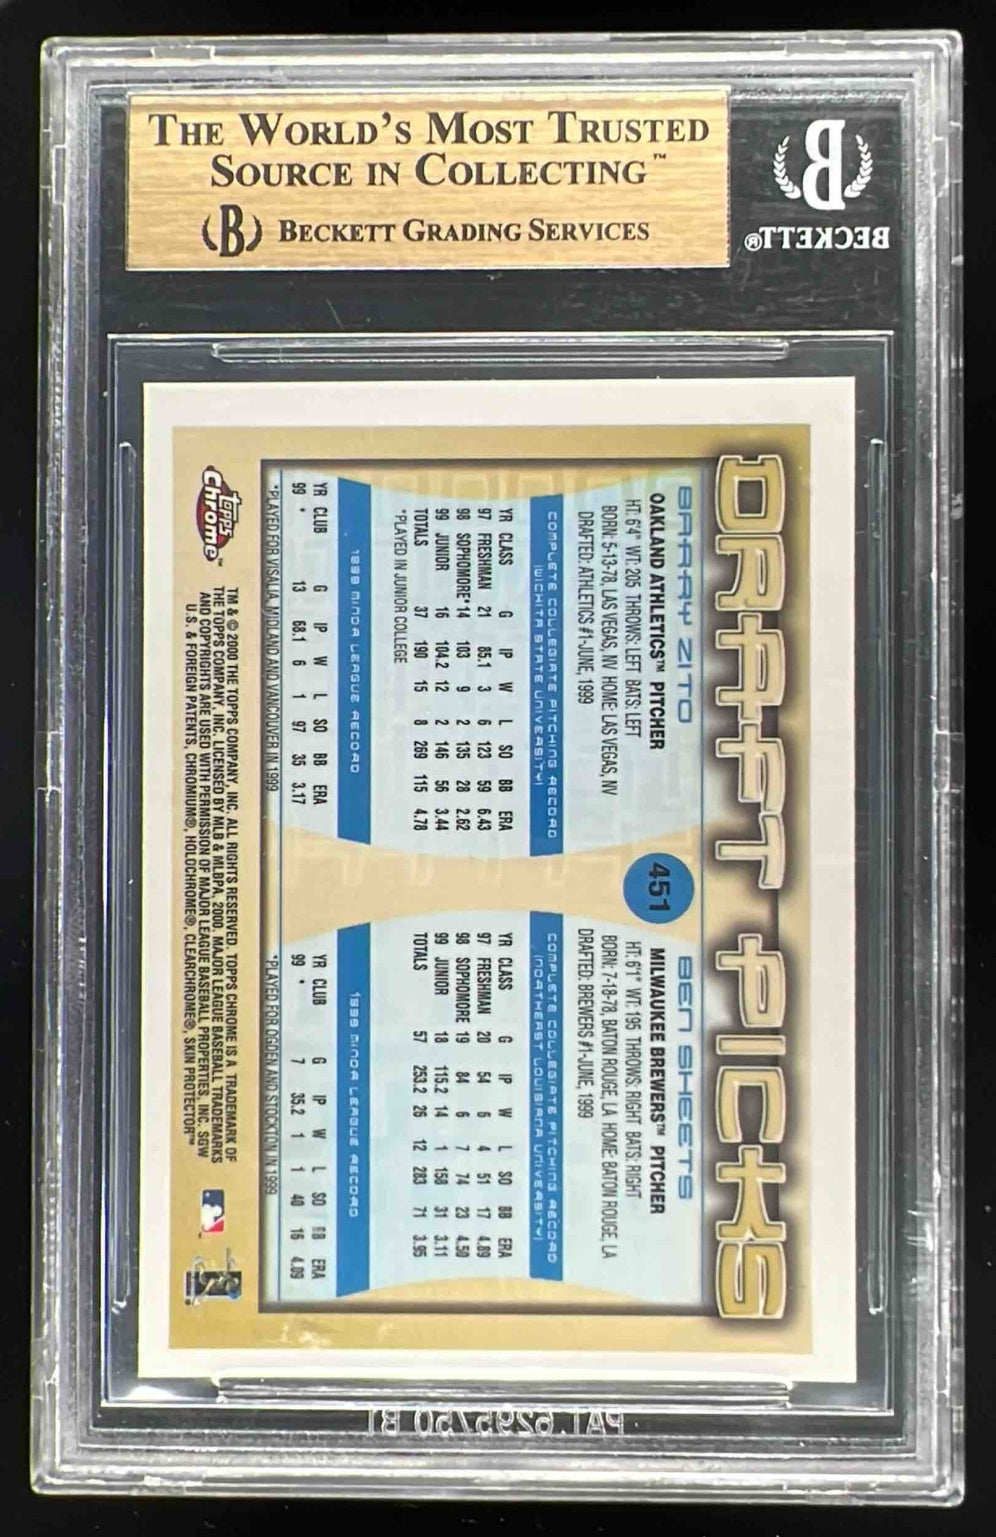 THE WORLD'S MOST TRUSTED
SOURCE IN COLLECTING™
B BECKETT GRADING SERVICES
B
BECKETT®
DRAFT PICKS
BARRY ZITO
OAKLAND ATHLETICS™ PITCHER
HT: 6'4" WT: 205 THROWS: LEFT BATS: LEFT
BORN: 5-13-78, LAS VEGAS, NV HOME: LAS VEGAS, NV
DRAFTED: ATHLETICS #1-JUNE, 1999
COMPLETE COLLEGIATE PITCHING RECORD
(WICHITA STATE UNIVERSITY)
YR CLASS G IP W L SO BB ERA
97 FRESHMAN 21 85.1 3 6 123 59 6.43
98 SOPHOMORE* 14 103 9 2 135 28 2.62
99 JUNIOR 16 104.2 12 2 146 56 3.44
TOTALS 37 190 15 8 269 115 4.78
*PLAYED IN JUNIOR COLLEGE
1999 MINOR LEAGUE RECORD
YR CLUB G IP W L SO BB ERA
99 * 13 68.1 6 1 97 35 3.17
*PLAYED FOR VISALIA, MIDLAND AND VANCOUVER IN 1999
451
BEN SHEETS
MILWAUKEE BREWERS™ PITCHER
HT: 6'1" WT: 195 THROWS: RIGHT BATS: RIGHT
BORN: 7-18-78, BATON ROUGE, LA HOME: BATON ROUGE, LA
DRAFTED: BREWERS #1-JUNE, 1999
COMPLETE COLLEGIATE PITCHING RECORD
(NORTHEAST LOUISIANA UNIVERSITY)
YR CLASS G IP W L SO BB ERA
97 FRESHMAN 20 54 6 4 51 17 4.89
98 SOPHOMORE 19 84 6 7 74 23 4.50
99 JUNIOR 18 115.2 14 1 158 31 3.11
TOTALS 57 253.2 26 12 283 71 3.95
1999 MINOR LEAGUE RECORD
YR CLUB G IP W L SO BB ERA
99 * 7 35.2 1 1 40 16 4.09
*PLAYED FOR OGDEN AND STOCKTON IN 1999
topps Chrome™
TM & © 2000 THE TOPPS COMPANY, INC. ALL RIGHTS RESERVED. TOPPS CHROME IS A TRADEMARK OF
THE TOPPS COMPANY, INC. LICENSED BY MLB & MLBPA, 2000. MAJOR LEAGUE BASEBALL TRADEMARKS
AND COPYRIGHTS ARE USED WITH PERMISSION OF MAJOR LEAGUE BASEBALL PROPERTIES, INC. SGW
U.S. & FOREIGN PATENTS, CHROMIUM®, HOLOCHROME®, CLEARCHROME®, SKIN PROTECTOR™
PAT. 6295750 B1